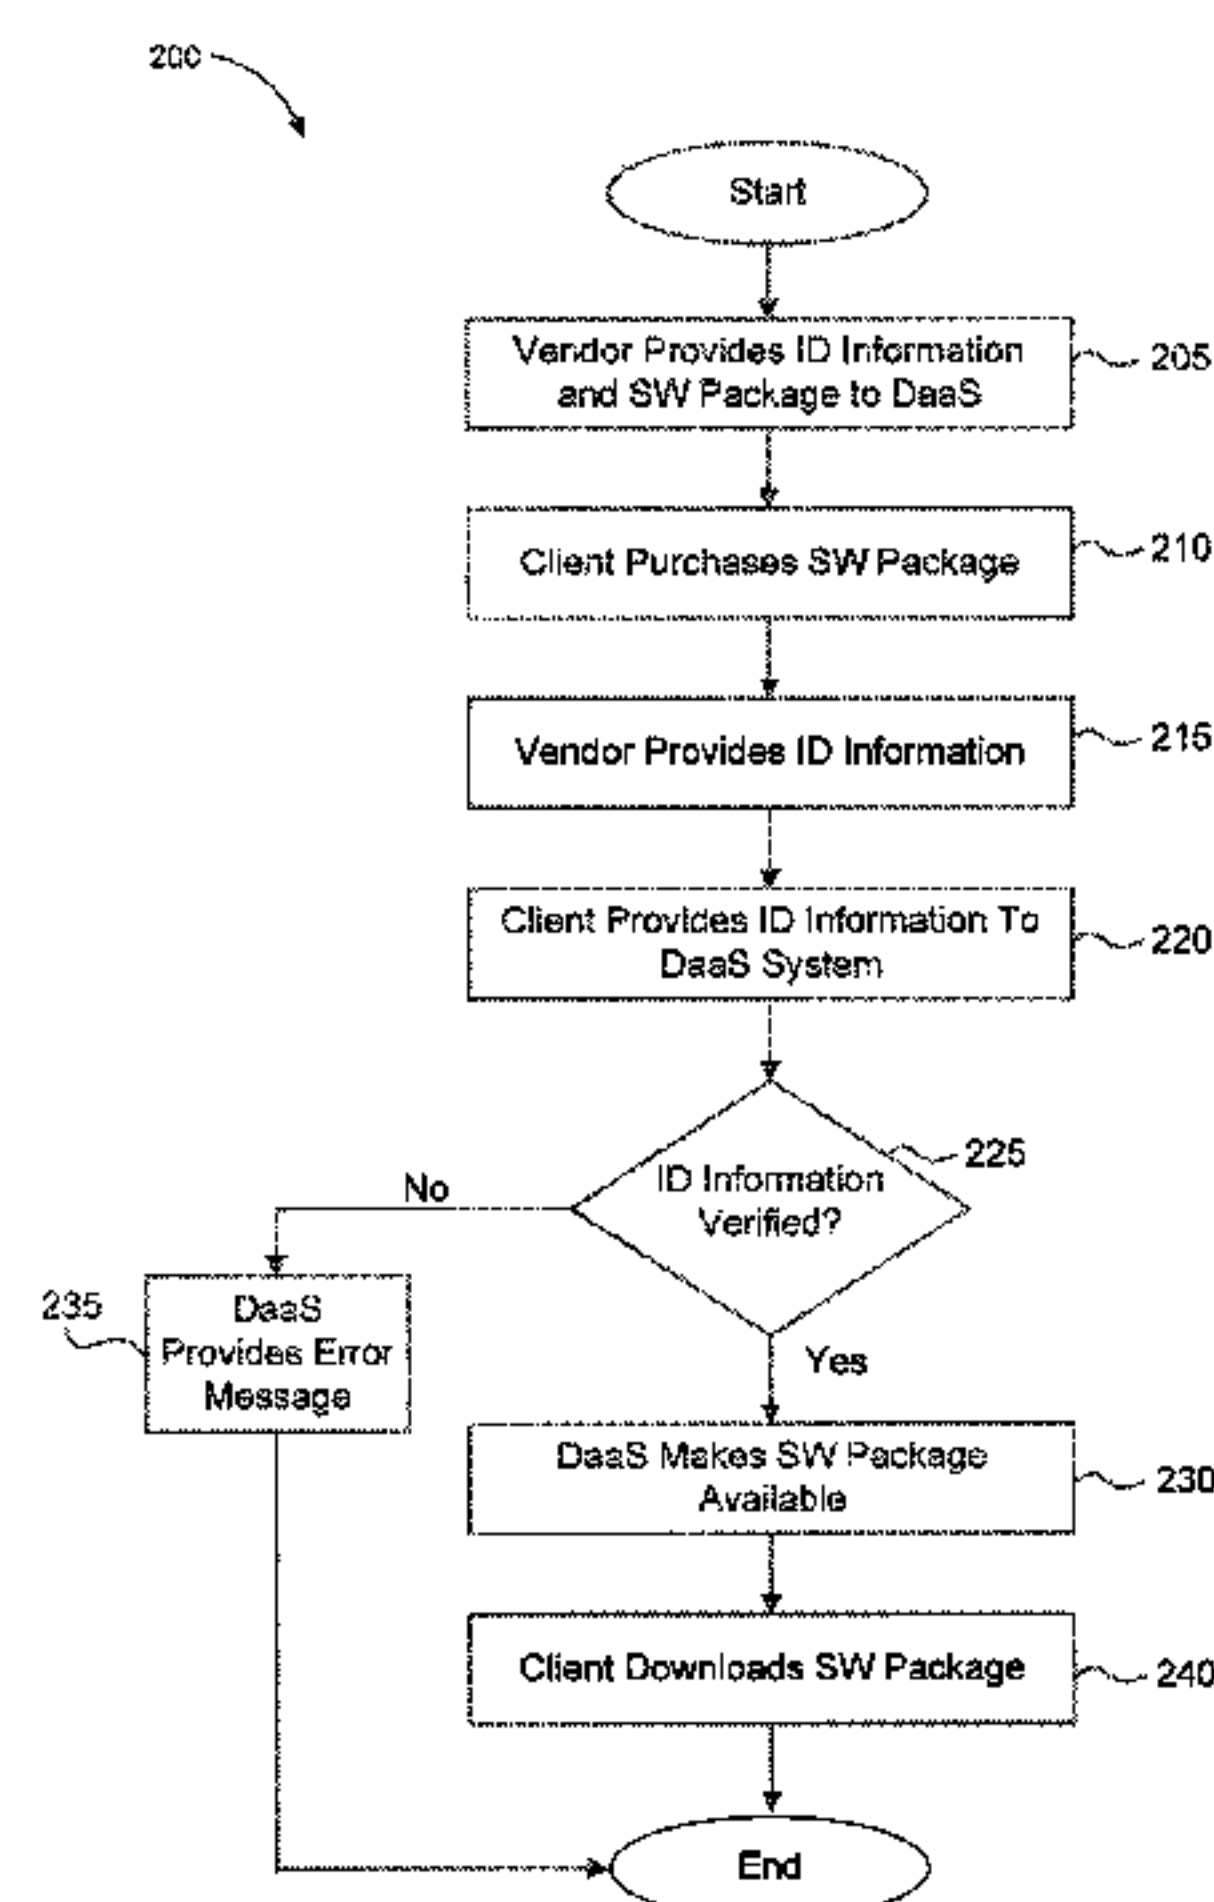 200
Start
Vendor Provides ID Information
and SW Package to DaaS
205
Client Purchases SW Package
210
Vendor Provides ID Information
215
Client Provides ID Information To
DaaS System
220
ID Information
Verified?
225
No
Yes
235
DaaS
Provides Error
Message
DaaS Makes SW Package
Available
230
Client Downloads SW Package
240
End